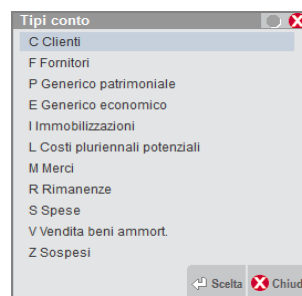 Tipi conto
C Clienti
F Fornitori
P Generico patrimoniale
E Generico economico
I Immobilizzazioni
L Costi pluriennali potenziali
M Merci
R Rimanenze
S Spese
V Vendita beni ammort.
Z Sospesi
Scelta Chiud